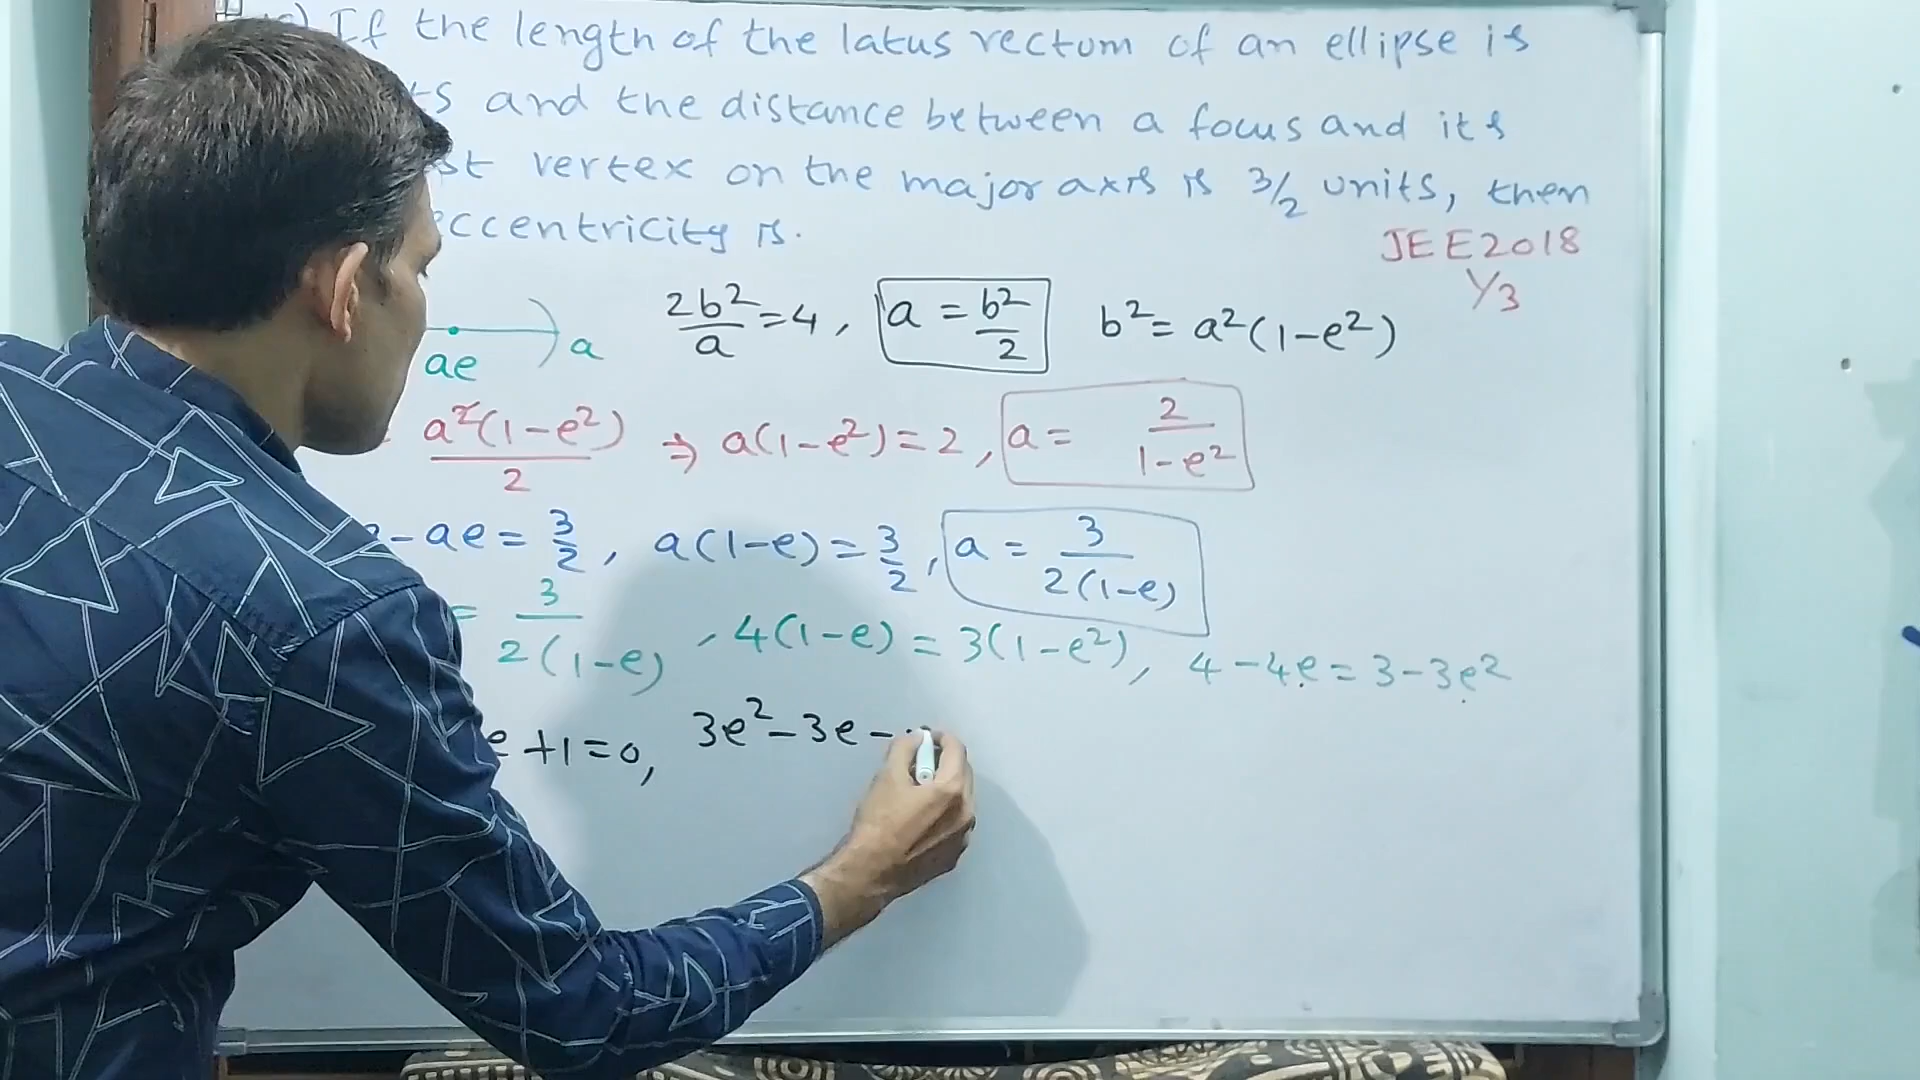 If the length of the latus rectum of an ellipse is
and the distance between a focus and its
vertex on the major axis is 3/2 units, then
eccentricity is.
JEE2018
1/3
ae a
2b²/a = 4, a = b²/2 b² = a²(1-e²)
a²(1-e²)/2 ⇒ a(1-e²) = 2, a = 2/(1-e²)
-ae = 3/2, a(1-e) = 3/2, a = 3/(2(1-e))
= 3/(2(1-e)), 4(1-e) = 3(1-e²), 4-4e = 3-3e²
e+1=0, 3e²-3e-